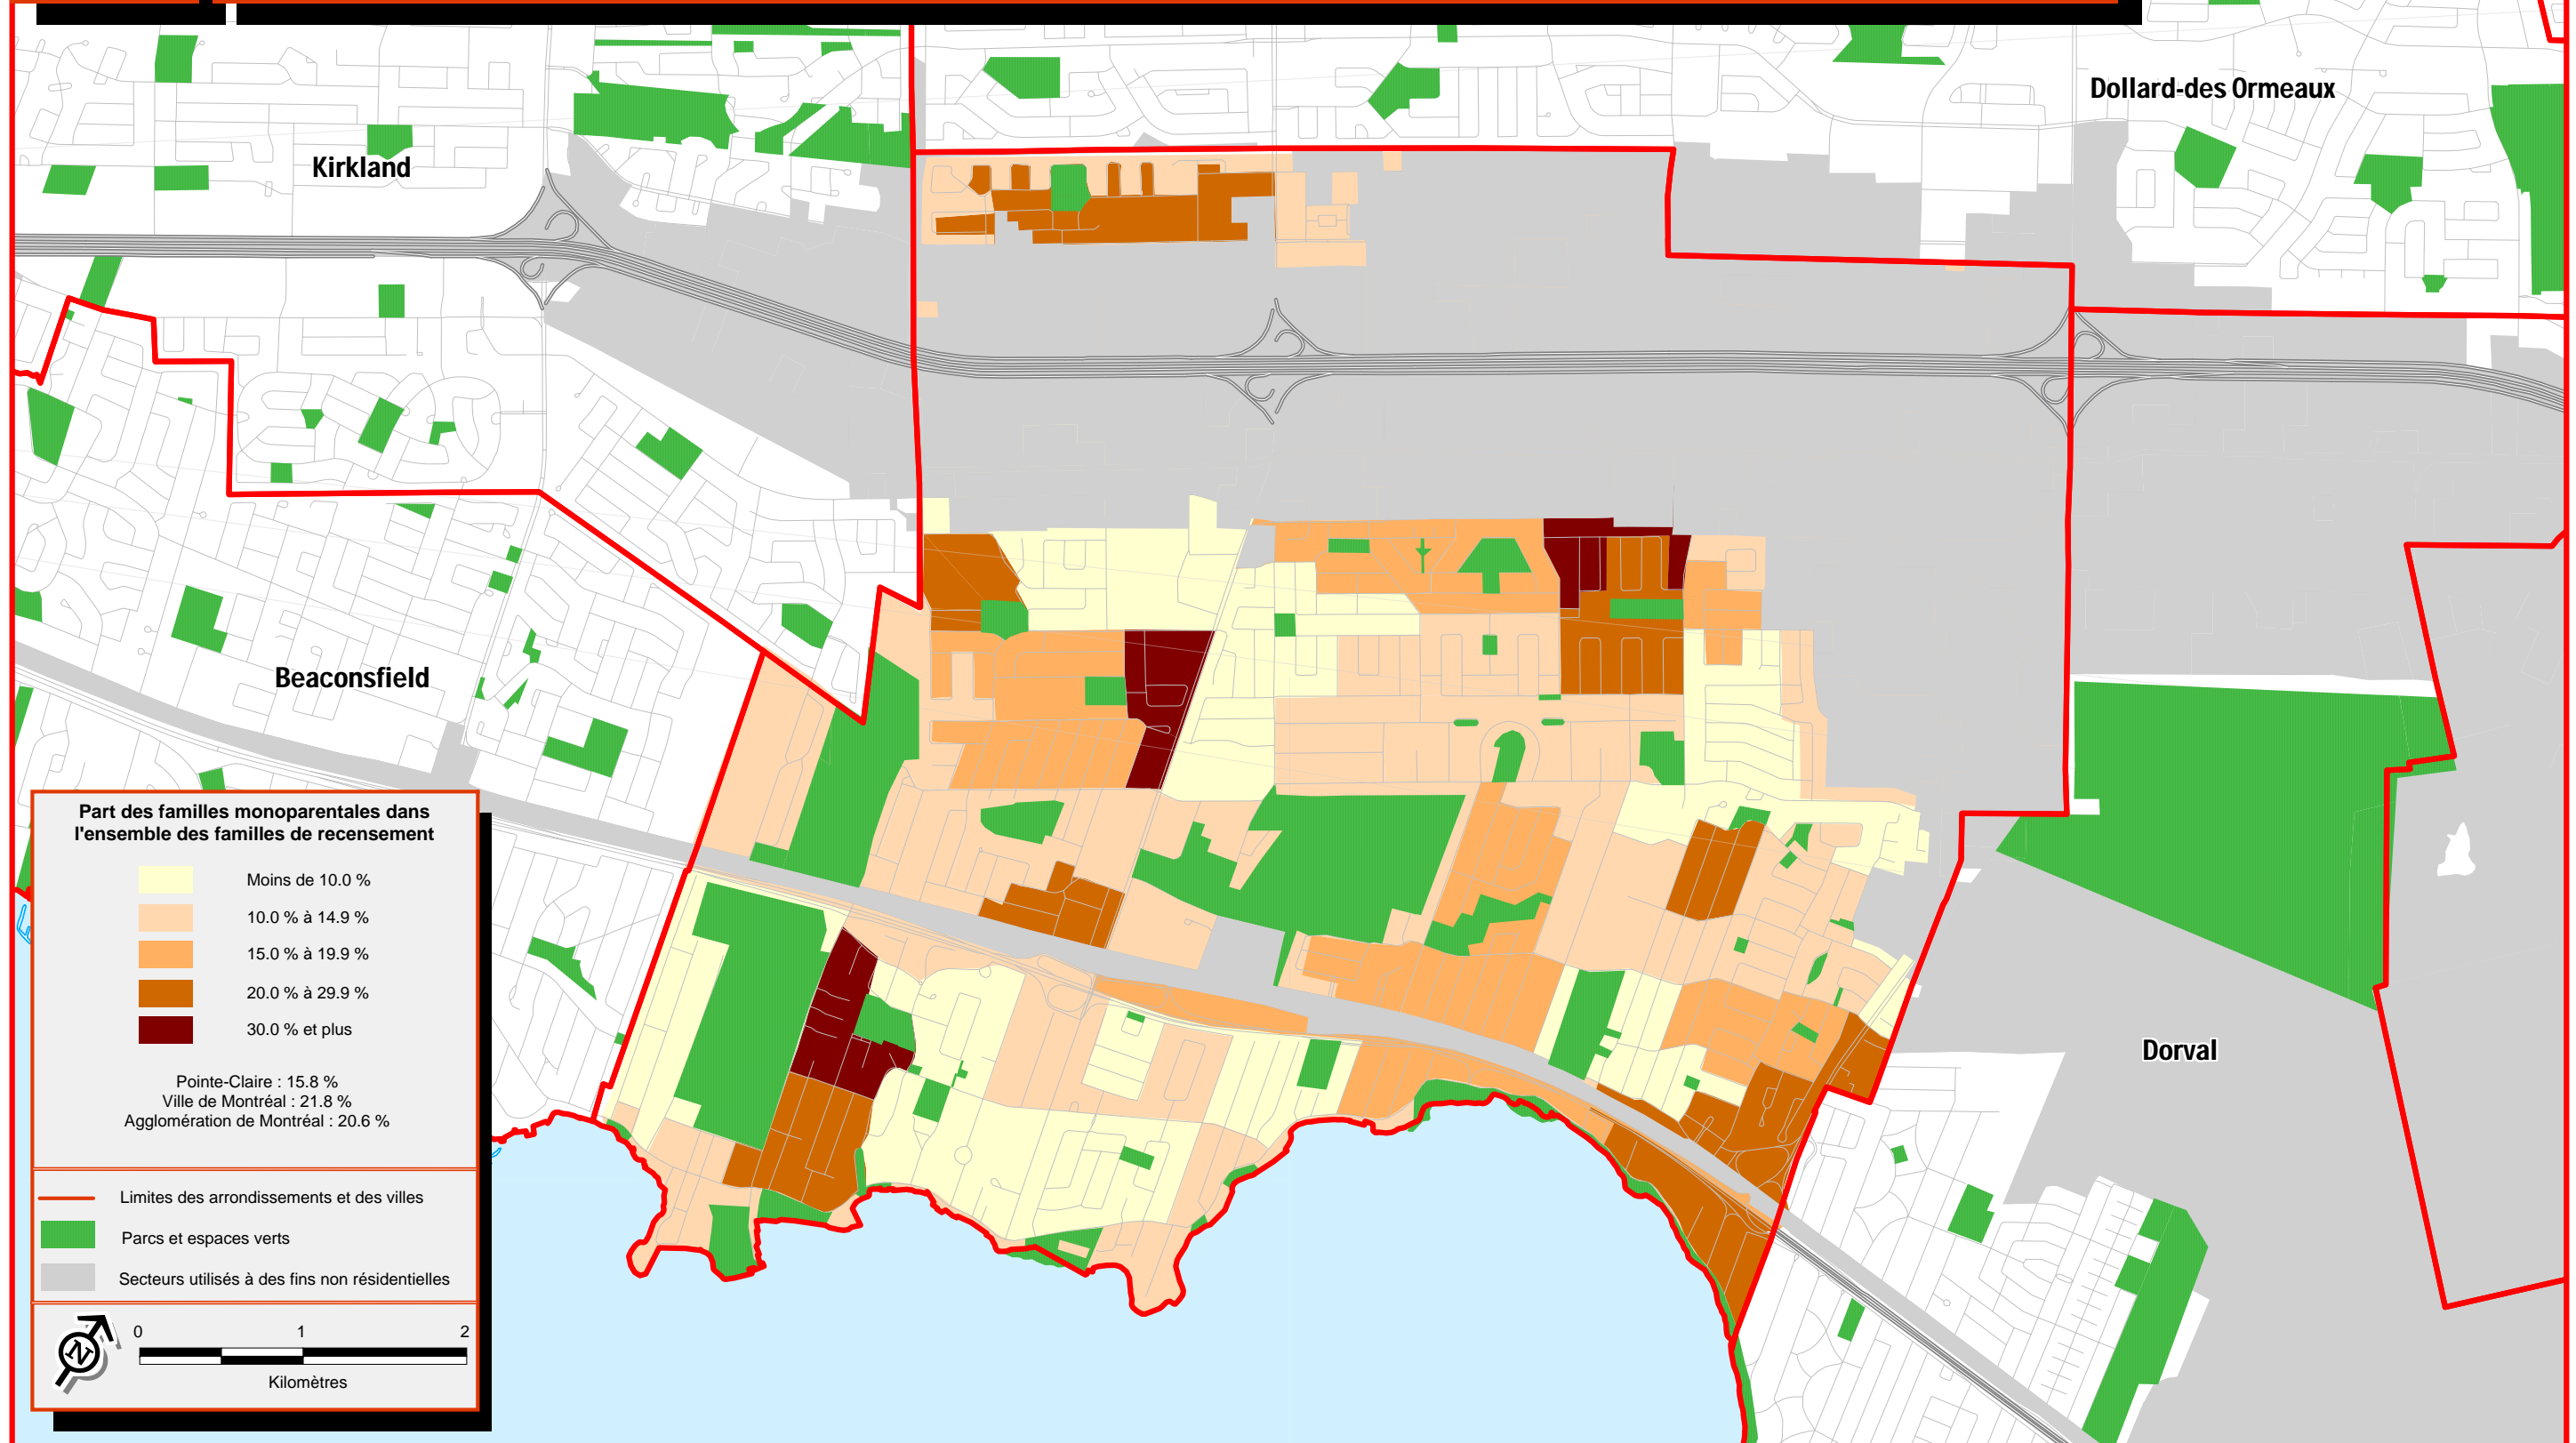 Dollard-des Ormeaux
Kirkland
Beaconsfield
Dorval
Part des familles monoparentales dans
l'ensemble des familles de recensement
Moins de 10.0 %
10.0 % à 14.9 %
15.0 % à 19.9 %
20.0 % à 29.9 %
30.0 % et plus
Pointe-Claire : 15.8 %
Ville de Montréal : 21.8 %
Agglomération de Montréal : 20.6 %
Limites des arrondissements et des villes
Parcs et espaces verts
Secteurs utilisés à des fins non résidentielles
N
0 1 2
Kilomètres